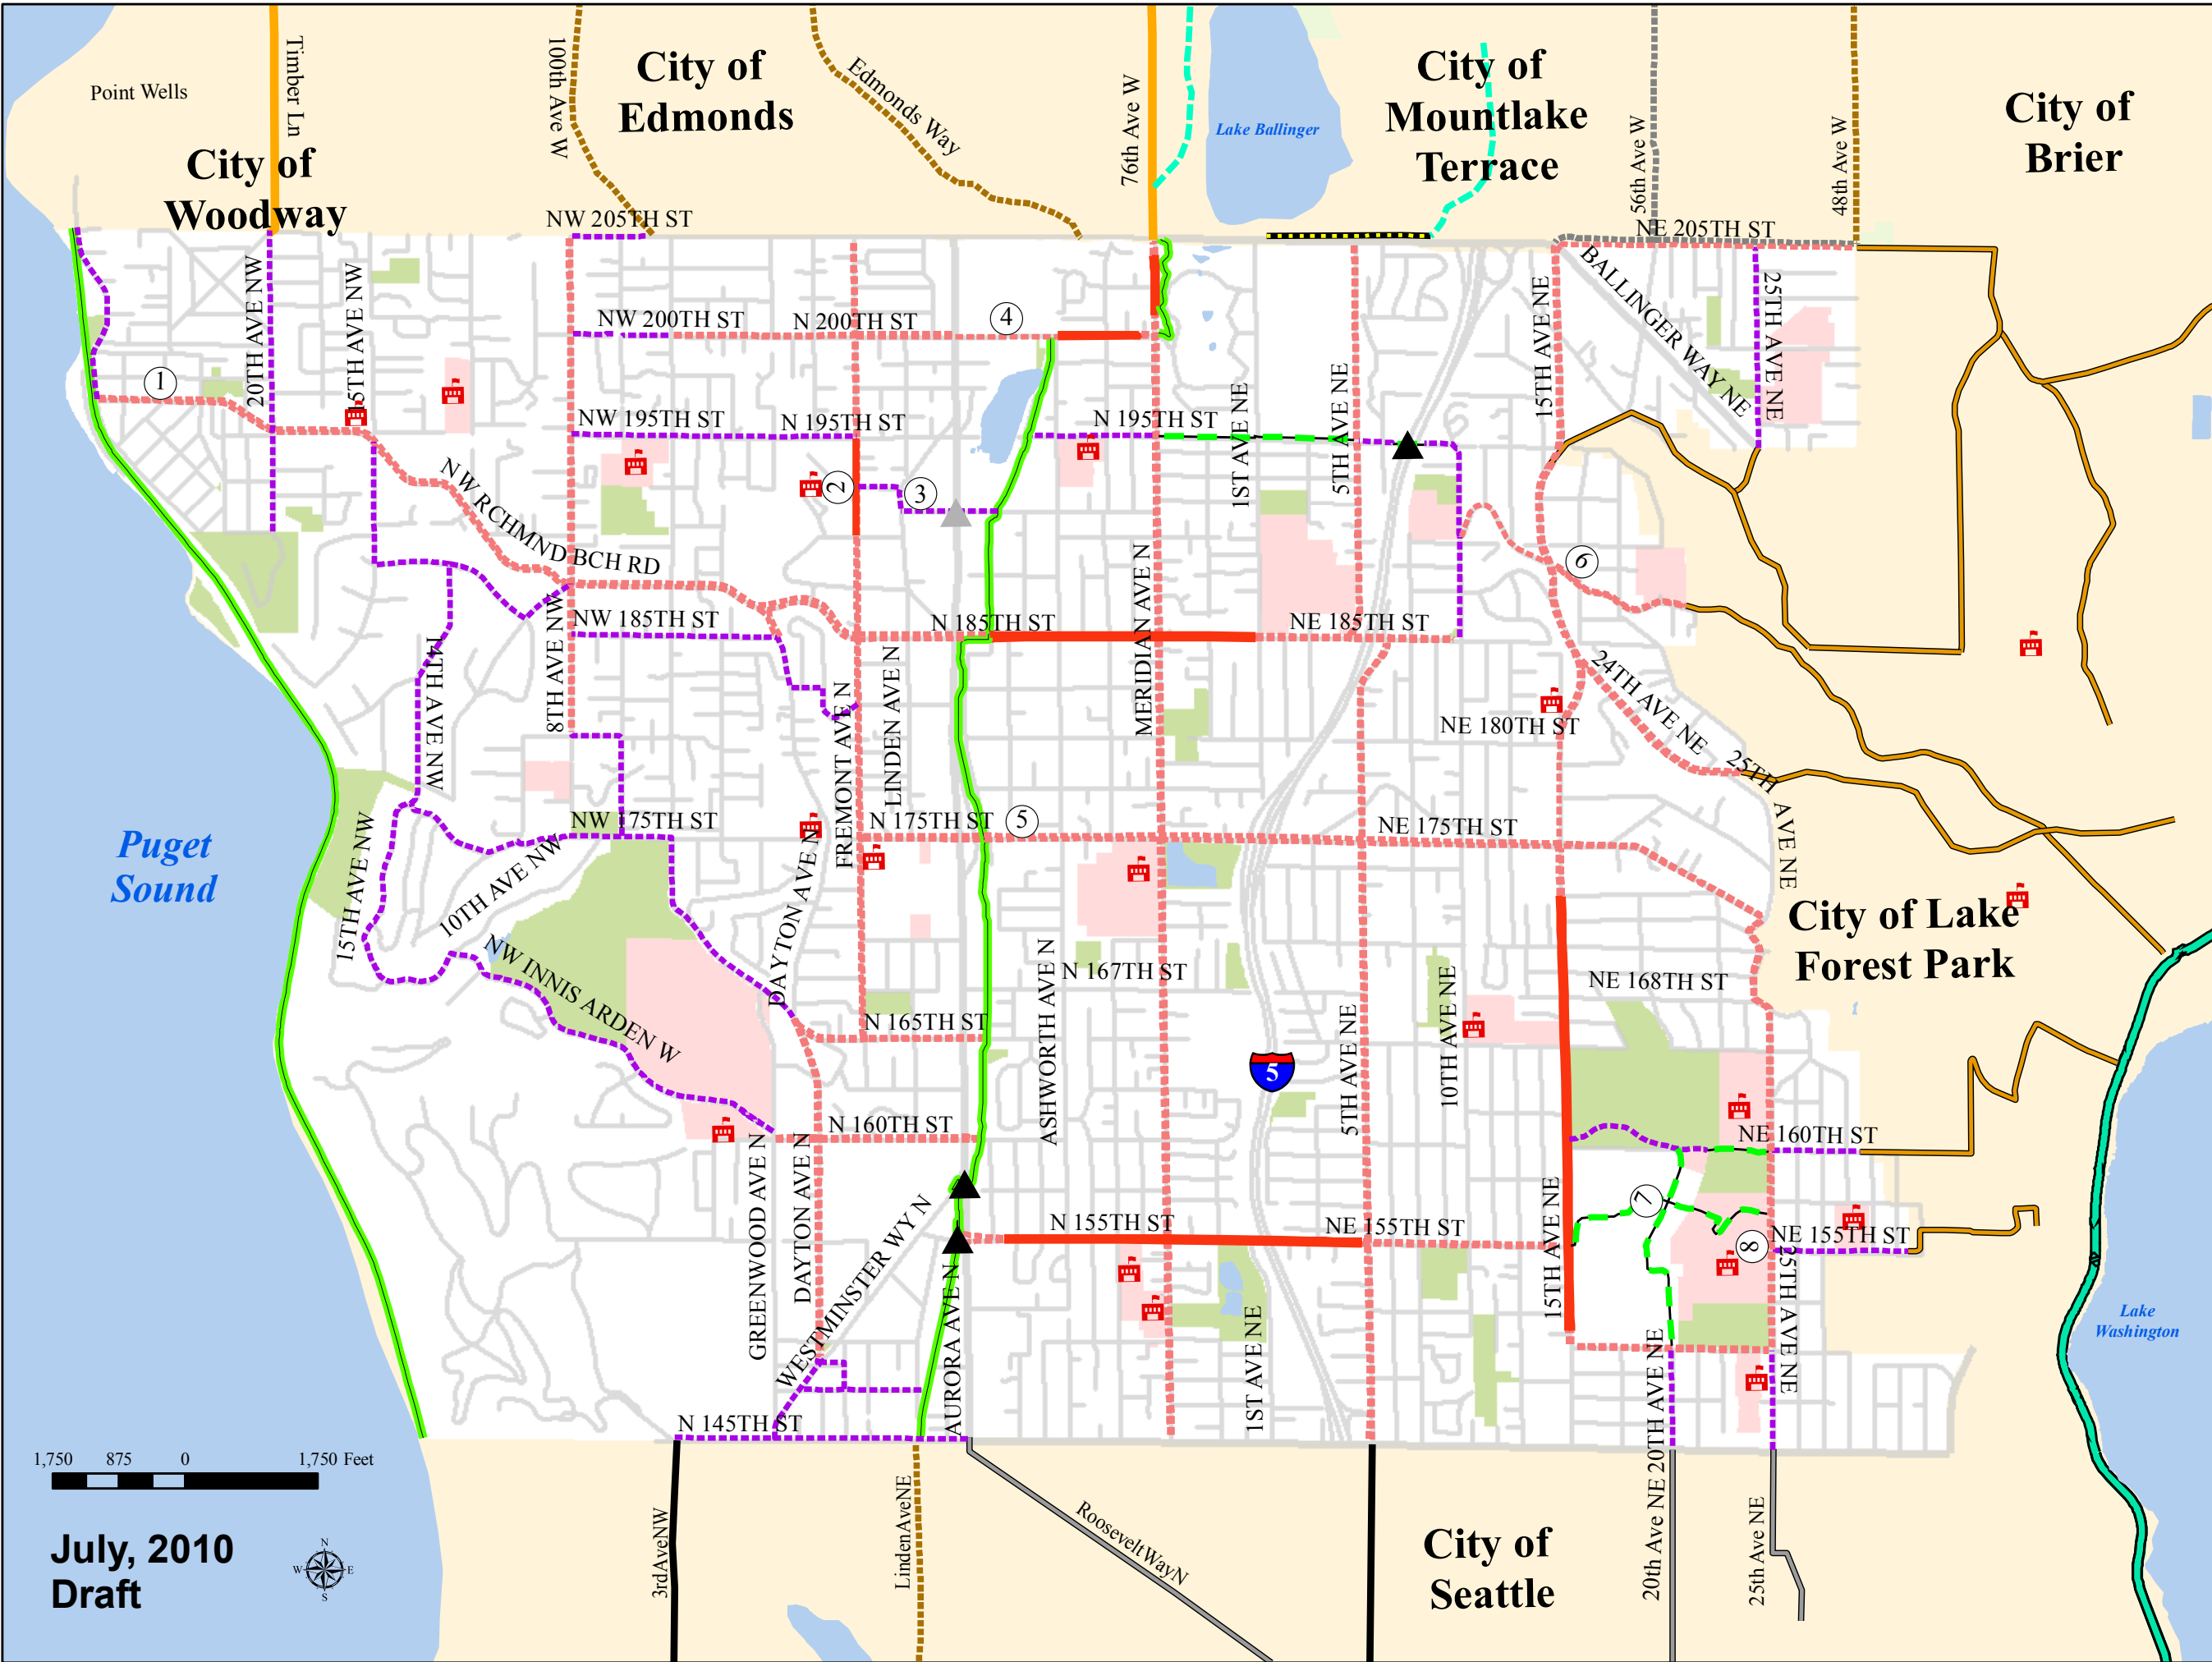 Timber Ln
100th Ave W
City of
Edmonds
Edmonds Way
76th Ave W
Lake Ballinger
City of
Mountlake
Terrace
56th Ave W
48th Ave W
City of
Brier
Point Wells
City of
Woodway
NW 205TH ST
NE 205TH ST
20TH AVE NW
15TH AVE NW
NW 200TH ST
N 200TH ST
4
15TH AVE NE
BALLINGER WAY NE
25TH AVE NE
1
NW 195TH ST
N 195TH ST
N 195TH ST
1ST AVE NE
5TH AVE NE
2
3
NW RCHMND BCH RD
6
NW 185TH ST
N 185TH ST
NE 185TH ST
14TH AVE NW
8TH AVE NW
FREMONT AVE N
LINDEN AVE N
MERIDIAN AVE N
NE 180TH ST
24TH AVE NE
25TH AVE NE
Puget
Sound
NW 175TH ST
N 175TH ST
5
NE 175TH ST
15TH AVE NW
10TH AVE NW
DAYTON AVE N
City of Lake
Forest Park
NW INNIS ARDEN W
N 167TH ST
NE 168TH ST
ASHWORTH AVE N
N 165TH ST
5
5TH AVE NE
10TH AVE NE
N 160TH ST
NE 160TH ST
GREENWOOD AVE N
DAYTON AVE N
WESTMINSTER WY N
7
N 155TH ST
NE 155TH ST
15TH AVE NE
8
NE 155TH ST
25TH AVE NE
AURORA AVE N
1ST AVE NE
20TH AVE NE
Lake
Washington
N 145TH ST
1,750 875 0 1,750 Feet
July, 2010
Draft
N
W E
S
3rdAveNW
LindenAveNE
RooseveltWayN
City of
Seattle
20th Ave NE
25th Ave NE